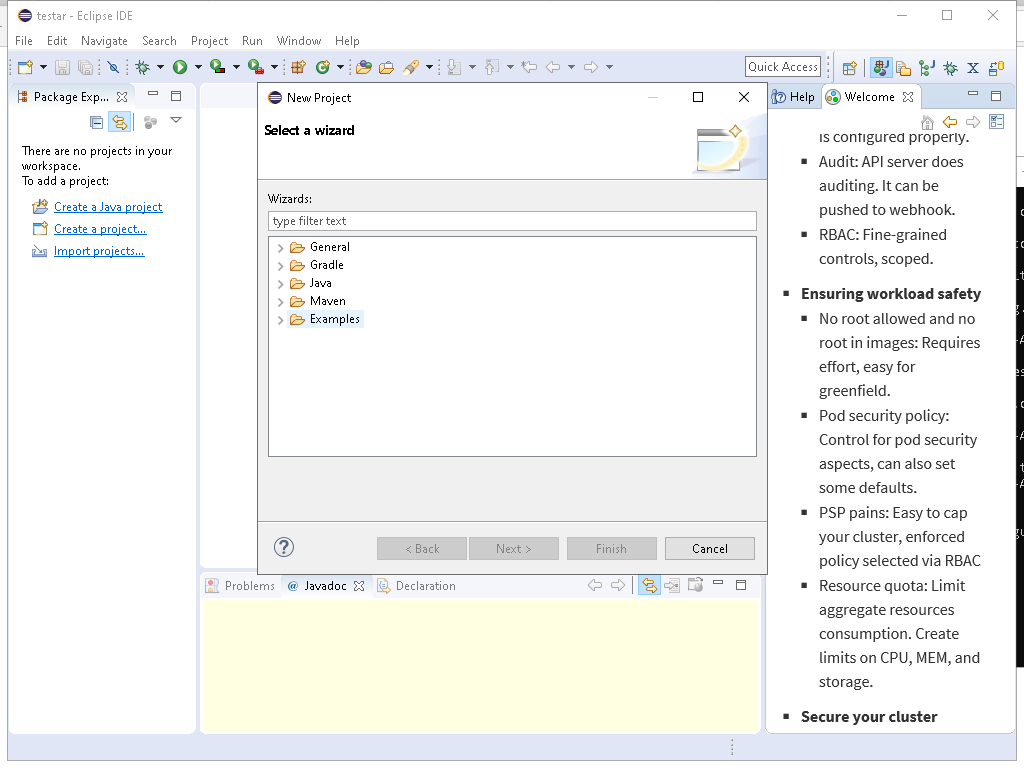 testar - Eclipse IDE
File Edit Navigate Search Project Run Window Help
Quick Access
Package Exp...
There are no projects in your
workspace.
To add a project:
Create a Java project
Create a project...
Import projects...
New Project
Select a wizard
Wizards:
type filter text
General
Gradle
Java
Maven
Examples
< Back Next > Finish Cancel
Problems @ Javadoc Declaration
Help Welcome
is configured properly.
Audit: API server does
auditing. It can be
pushed to webhook.
RBAC: Fine-grained
controls, scoped.
Ensuring workload safety
No root allowed and no
root in images: Requires
effort, easy for
greenfield.
Pod security policy:
Control for pod security
aspects, can also set
some defaults.
PSP pains: Easy to cap
your cluster, enforced
policy selected via RBAC
Resource quota: Limit
aggregate resources
consumption. Create
limits on CPU, MEM, and
storage.
Secure your cluster